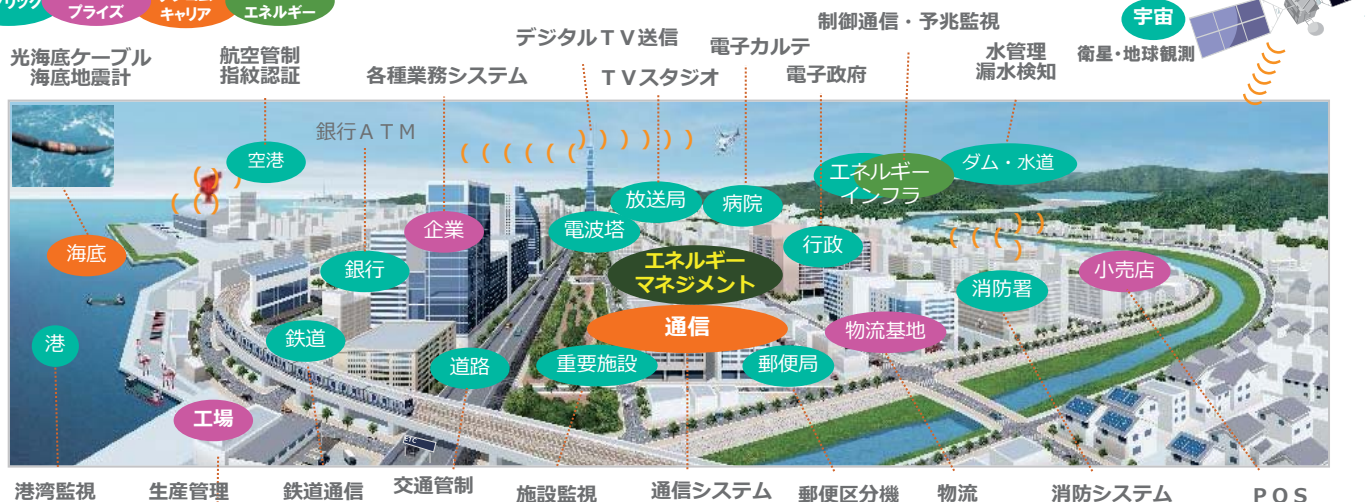 プライズ
キャリア
エネルギー
光海底ケーブル
海底地震計
航空管制
指紋認証
各種業務システム
デジタルＴＶ送信
ＴＶスタジオ
電子カルテ
制御通信・予兆監視
電子政府
水管理
漏水検知
宇宙
衛星・地球観測
銀行ＡＴＭ
空港
海底
港
銀行
企業
鉄道
道路
工場
電波塔
放送局
病院
エネルギー
インフラ
ダム・水道
行政
エネルギー
マネジメント
通信
重要施設
郵便局
物流基地
消防署
小売店
ETC
港湾監視
生産管理
鉄道通信
交通管制
施設監視
通信システム
郵便区分機
物流
消防システム
ＰＯＳ